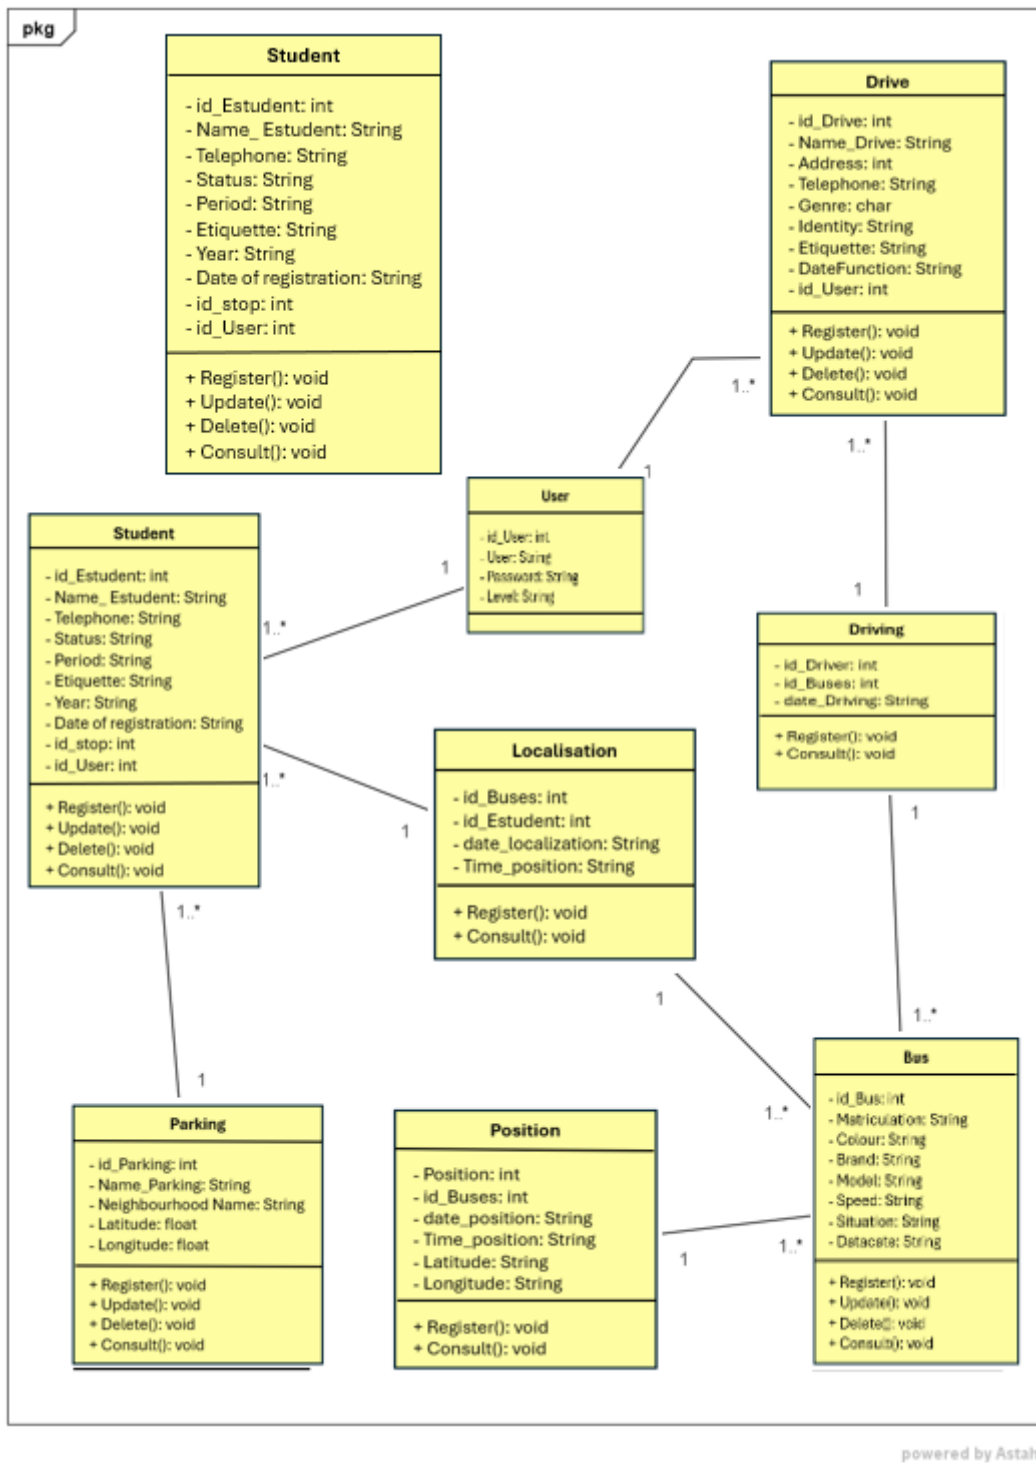 pkg
Student
- id_Estudent: int
- Name_ Estudent: String
- Telephone: String
- Status: String
- Period: String
- Etiquette: String
- Year: String
- Date of registration: String
- id_stop: int
- id_User: int
+ Register(): void
+ Update(): void
+ Delete(): void
+ Consult(): void
Drive
- id_Drive: int
- Name_Drive: String
- Address: int
- Telephone: String
- Genre: char
- Identity: String
- Etiquette: String
- DateFunction: String
- id_User: int
+ Register(): void
+ Update(): void
+ Delete(): void
+ Consult(): void
1..*
1
1..*
1
User
- id_User: int
- User: String
- Password: String
- Level: String
1
1..*
Student
- id_Estudent: int
- Name_ Estudent: String
- Telephone: String
- Status: String
- Period: String
- Etiquette: String
- Year: String
- Date of registration: String
- id_stop: int
- id_User: int
+ Register(): void
+ Update(): void
+ Delete(): void
+ Consult(): void
1..*
1
1..*
1
Driving
- id_Driver: int
- id_Buses: int
- date_Driving: String
+ Register(): void
+ Consult(): void
1
1..*
Localisation
- id_Buses: int
- id_Estudent: int
- date_localization: String
- Time_position: String
+ Register(): void
+ Consult(): void
1
1..*
Parking
- id_Parking: int
- Name_Parking: String
- Neighbourhood Name: String
- Latitude: float
- Longitude: float
+ Register(): void
+ Update(): void
+ Delete(): void
+ Consult(): void
Position
- Position: int
- id_Buses: int
- date_position: String
- Time_position: String
- Latitude: String
- Longitude: String
+ Register(): void
+ Consult(): void
1
1..*
Bus
- id_Bus: int
- Matriculation: String
- Colour: String
- Brand: String
- Model: String
- Speed: String
- Situation: String
- Datacate: String
+ Register(): void
+ Update(): void
+ Delete(): void
+ Consult(): void
powered by Astah